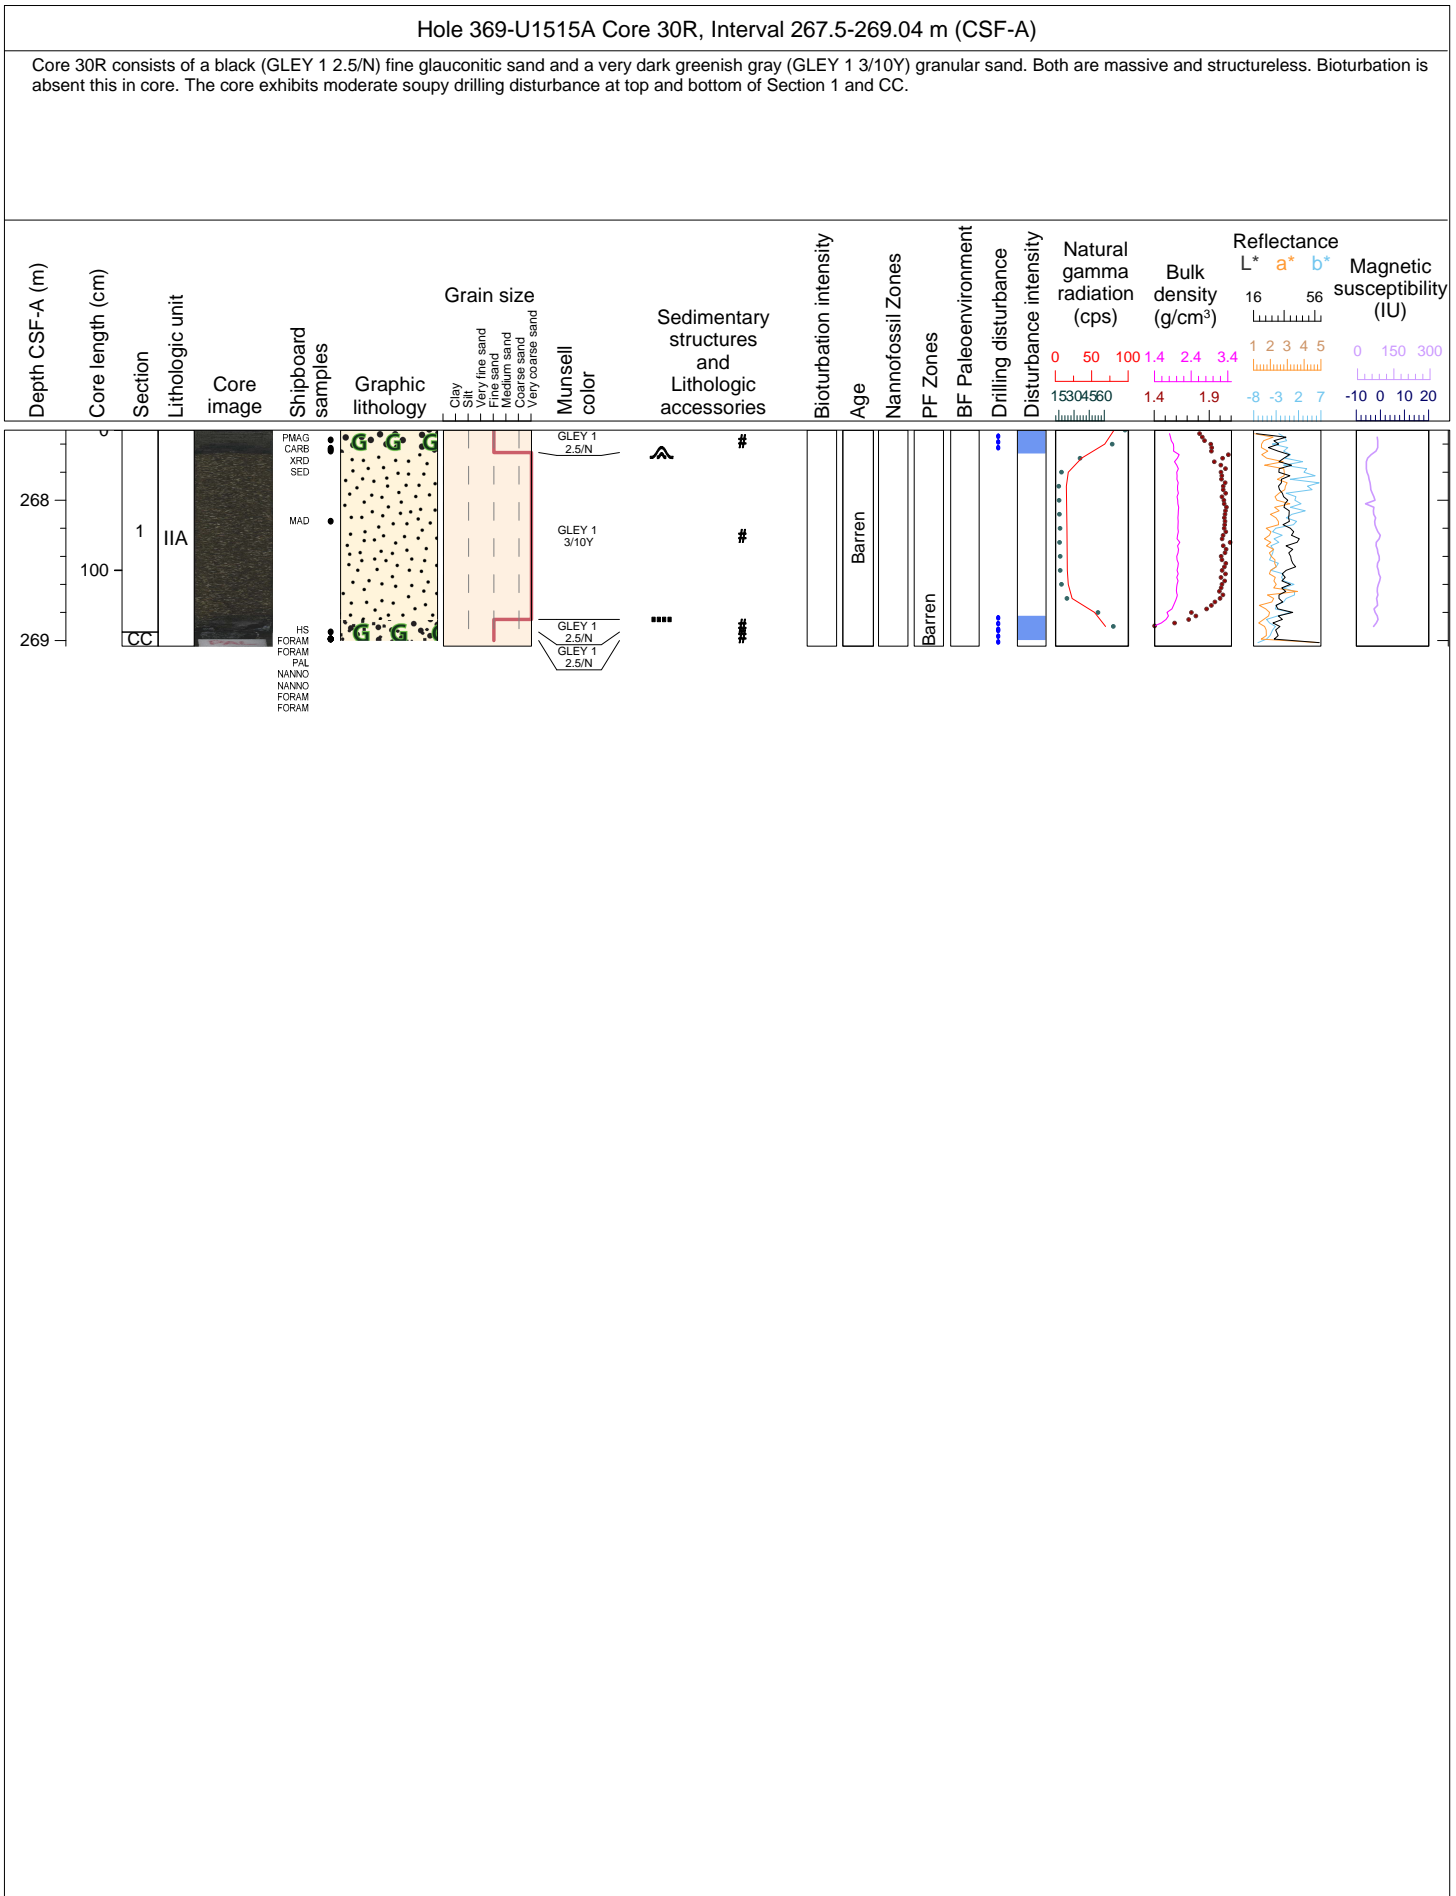 Hole 369-U1515A Core 30R, Interval 267.5-269.04 m (CSF-A)
Core 30R consists of a black (GLEY 1 2.5/N) fine glauconitic sand and a very dark greenish gray (GLEY 1 3/10Y) granular sand. Both are massive and structureless. Bioturbation is
absent this in core. The core exhibits moderate soupy drilling disturbance at top and bottom of Section 1 and CC.
Depth CSF-A (m)
Core length (cm)
Section
Lithologic unit
Core
image
Shipboard
samples
Graphic
lithology
Grain size
Clay
Silt
Very fine sand
Fine sand
Medium sand
Coarse sand
Very coarse sand
Munsell
color
Sedimentary
structures
and
Lithologic
accessories
Bioturbation intensity
Age
Nannofossil Zones
PF Zones
BF Paleoenvironment
Drilling disturbance
Disturbance intensity
Natural
gamma
radiation
(cps)
0 50 100
15 30 45 60
Bulk
density
(g/cm³)
1.4 2.4 3.4
1.4 1.9
Reflectance
L* a* b*
16 56
1 2 3 4 5
-8 -3 2 7
Magnetic
susceptibility
(IU)
0 150 300
-10 0 10 20
268
269
0
100
1
CC
IIA
PMAG
CARB
XRD
SED
MAD
HS
FORAM
FORAM
PAL
NANNO
NANNO
FORAM
FORAM
G G G
G G G
GLEY 1
2.5/N
GLEY 1
3/10Y
GLEY 1
2.5/N
GLEY 1
2.5/N
#
#
#
#
#
Barren
Barren